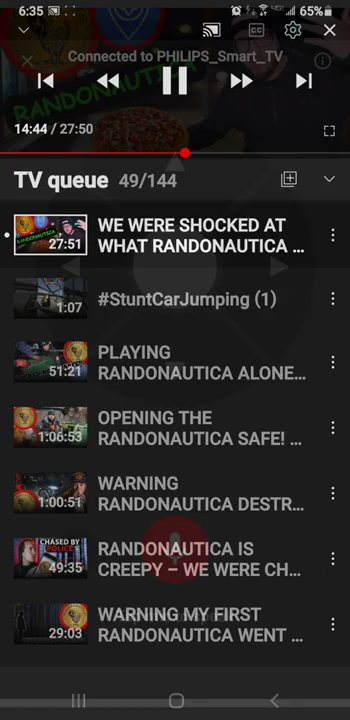 6:35
65%
Connected to PHILIPS_Smart_TV
RANDONAUTICA
14:44 / 27:50
TV queue 49/144
27:51
WE WERE SHOCKED AT
WHAT RANDONAUTICA ...
1:07
#StuntCarJumping (1)
51:21
PLAYING
RANDONAUTICA ALONE...
1:06:53
OPENING THE
RANDONAUTICA SAFE! ...
1:00:51
WARNING
RANDONAUTICA DESTR...
CHASED BY
POLICE
49:35
RANDONAUTICA IS
CREEPY – WE WERE CH...
29:03
WARNING MY FIRST
RANDONAUTICA WENT ...